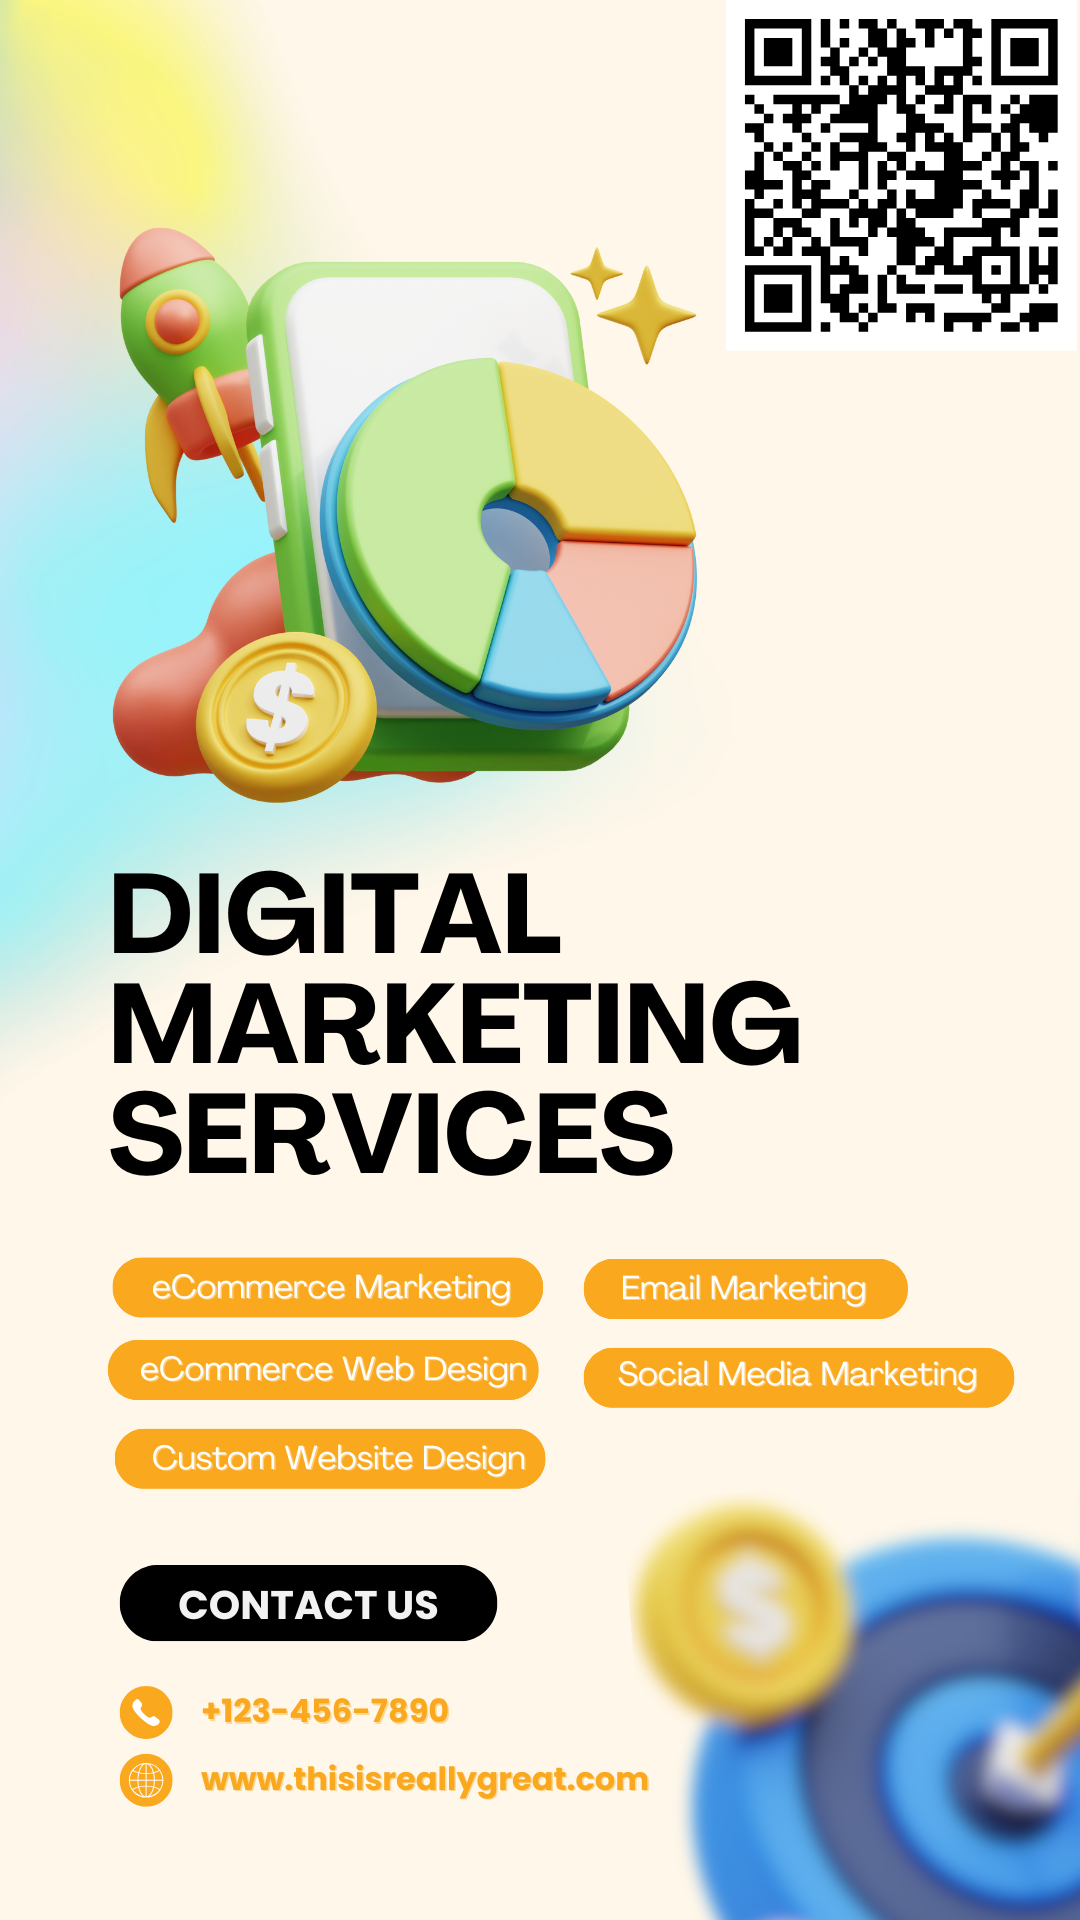 $
DIGITAL
MARKETING
SERVICES
eCommerce Marketing
Email Marketing
eCommerce Web Design
Social Media Marketing
Custom Website Design
$
CONTACT US
+123-456-7890
www.thisisreallygreat.com